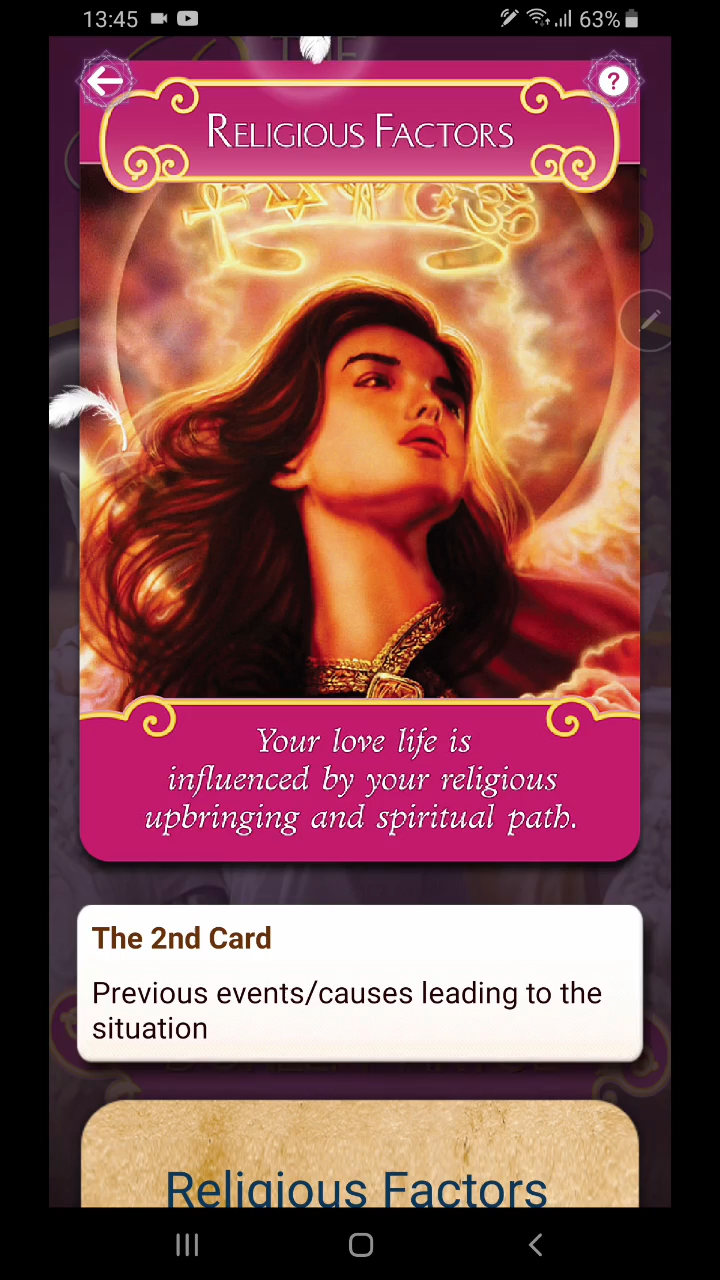 13:45
63%
THE
?
RELIGIOUS FACTORS
Your love life is
influenced by your religious
upbringing and spiritual path.
The 2nd Card
Previous events/causes leading to the
situation
Religious Factors